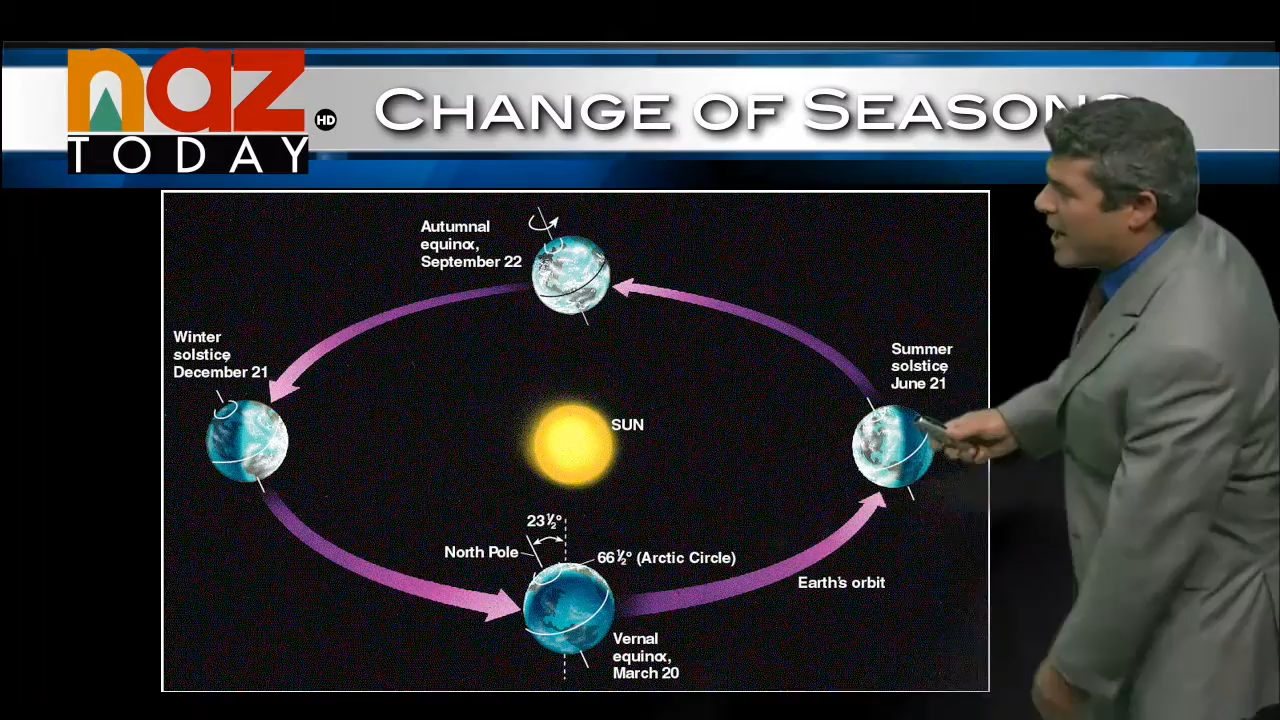 naz
TODAY
HD
CHANGE OF SEASONS
Autumnal
equinox,
September 22
Winter
solstice,
December 21
Summer
solstice,
June 21
SUN
23½°
North Pole
66½° (Arctic Circle)
Earth's orbit
Vernal
equinox,
March 20